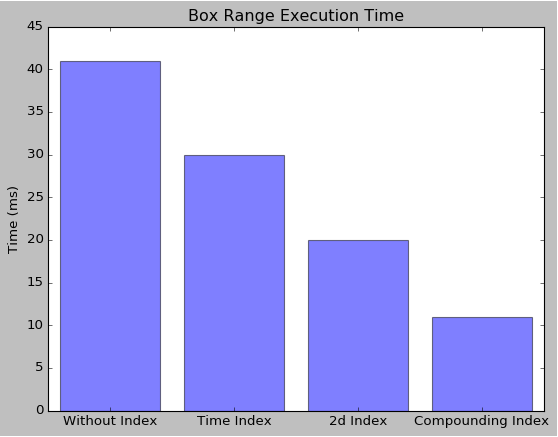 Box Range Execution Time
45
40
35
30
25
20
15
10
5
0
Time (ms)
Without Index
Time Index
2d Index
Compounding Index